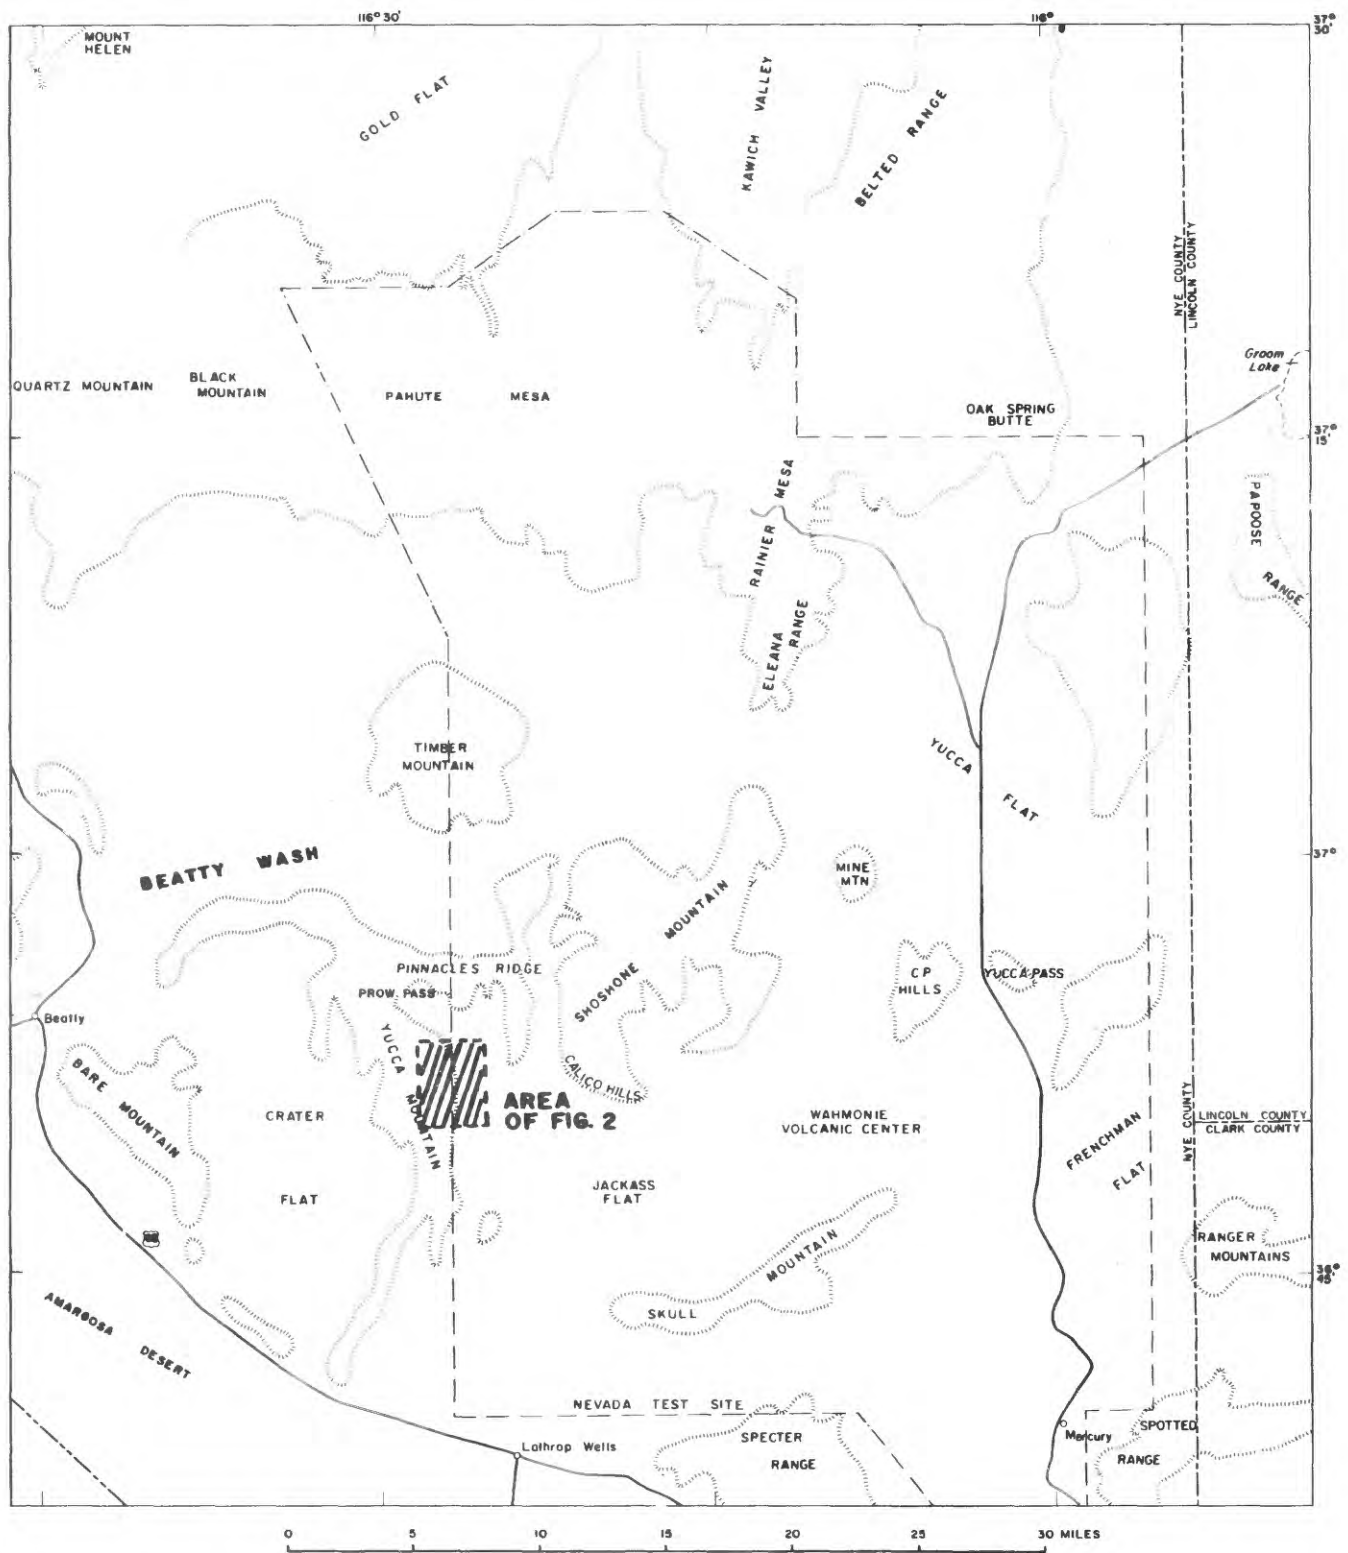 116° 30'
116°
37°
30'
MOUNT
HELEN
GOLD FLAT
KAWICH VALLEY
BELTED RANGE
NYE COUNTY
LINCOLN COUNTY
Groom
Lake
QUARTZ MOUNTAIN
BLACK
MOUNTAIN
PAHUTE MESA
OAK SPRING
BUTTE
37°
15'
RAINIER MESA
PAPOOSE
RANGE
ELEANA
RANGE
TIMBER
MOUNTAIN
YUCCA
FLAT
BEATTY WASH
MINE
MTN
37°
SHOSHONE MOUNTAIN
PINNACLES RIDGE
PROW PASS
C P
HILLS
YUCCA PASS
Beatty
YUCCA
MOUNTAIN
BARE MOUNTAIN
CALICO HILLS
AREA
OF FIG. 2
CRATER
FLAT
WAHMONIE
VOLCANIC CENTER
FRENCHMAN
FLAT
NYE COUNTY
LINCOLN COUNTY
CLARK COUNTY
JACKASS
FLAT
RANGER
MOUNTAINS
36°
45'
SKULL
MOUNTAIN
AMARGOSA
DESERT
NEVADA TEST SITE
SPECTER
RANGE
Lathrop Wells
Mercury
SPOTTED
RANGE
0 5 10 15 20 30 MILES